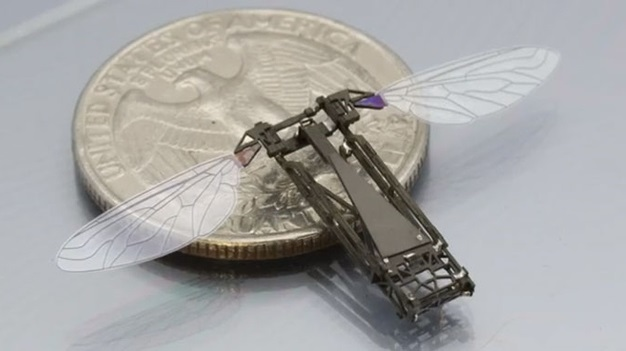 UNITED STATES OF AMERICA